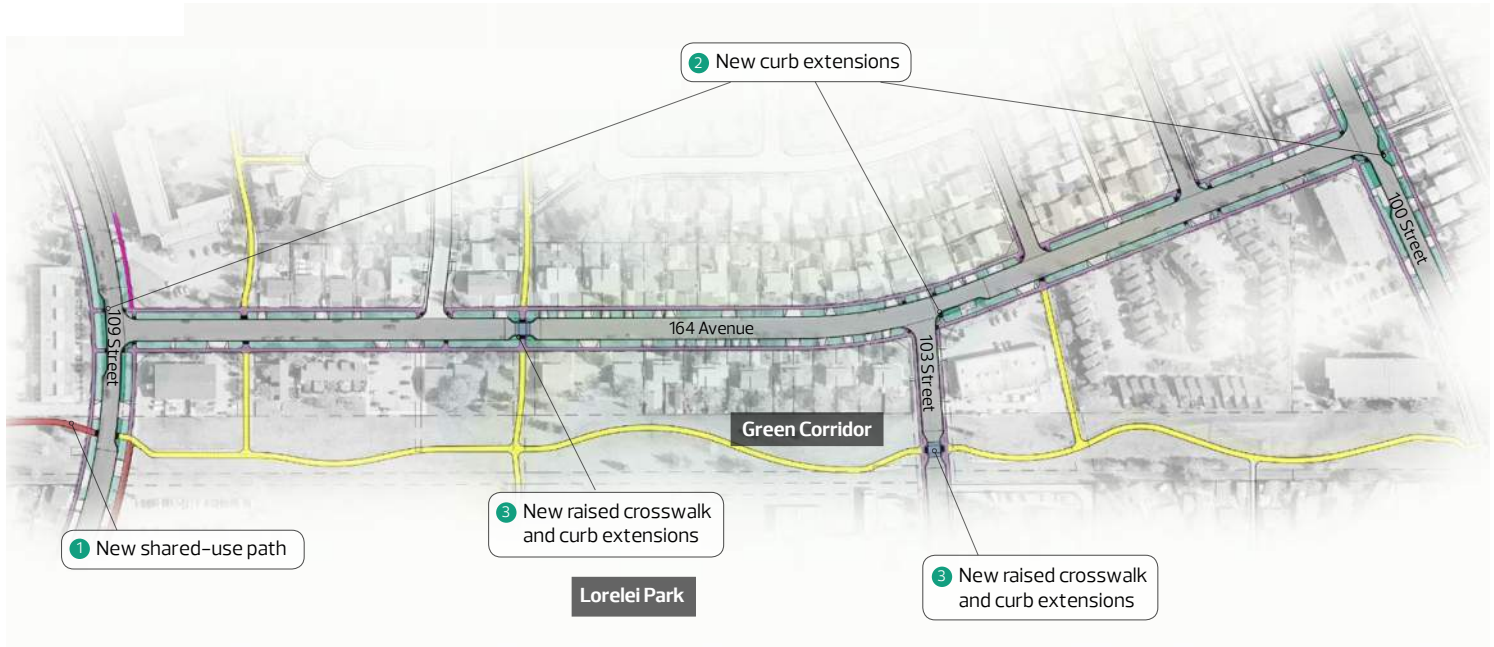 2 New curb extensions
100 Street
109 Street
164 Avenue
103 Street
Green Corridor
3 New raised crosswalk
and curb extensions
1 New shared-use path
3 New raised crosswalk
and curb extensions
Lorelei Park